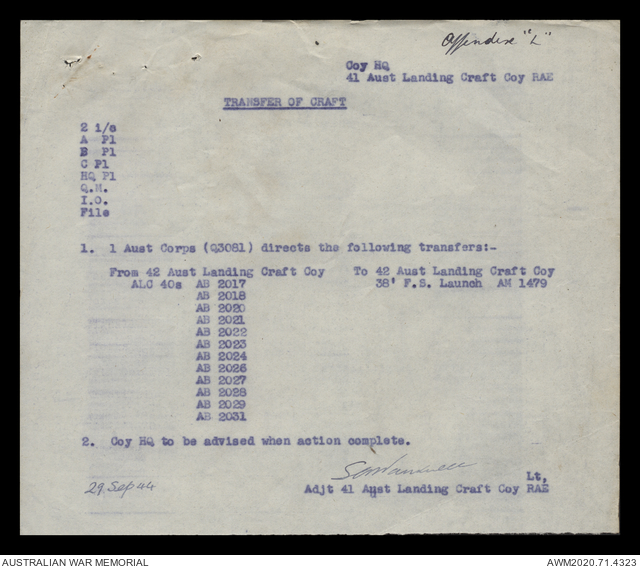 Appendix "L"
Coy HQ
41 Aust Landing Craft Coy RAE
TRANSFER OF CRAFT
2 i/c
A Pl
B Pl
C Pl
HQ Pl
Q.M.
I.O.
File
1. 1 Aust Corps (Q3081) directs the following transfers:-
From 42 Aust Landing Craft Coy To 42 Aust Landing Craft Coy
ALC 40s AB 2017 38' F.S. Launch AM 1479
AB 2018
AB 2020
AB 2021
AB 2022
AB 2023
AB 2024
AB 2026
AB 2027
AB 2028
AB 2029
AB 2031
2. Coy HQ to be advised when action complete.
Lt,
29 Sep 44
Adjt 41 Aust Landing Craft Coy RAE
AUSTRALIAN WAR MEMORIAL AWM2020.71.4323